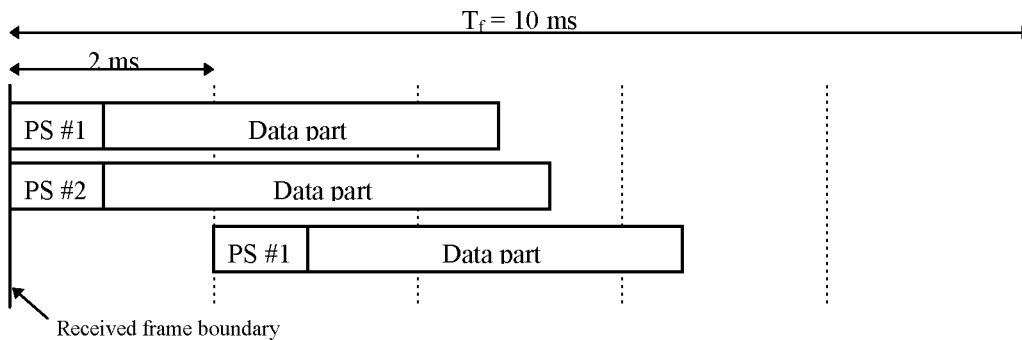 T_f = 10 ms
2 ms
PS #1 Data part
PS #2 Data part
PS #1 Data part
Received frame boundary